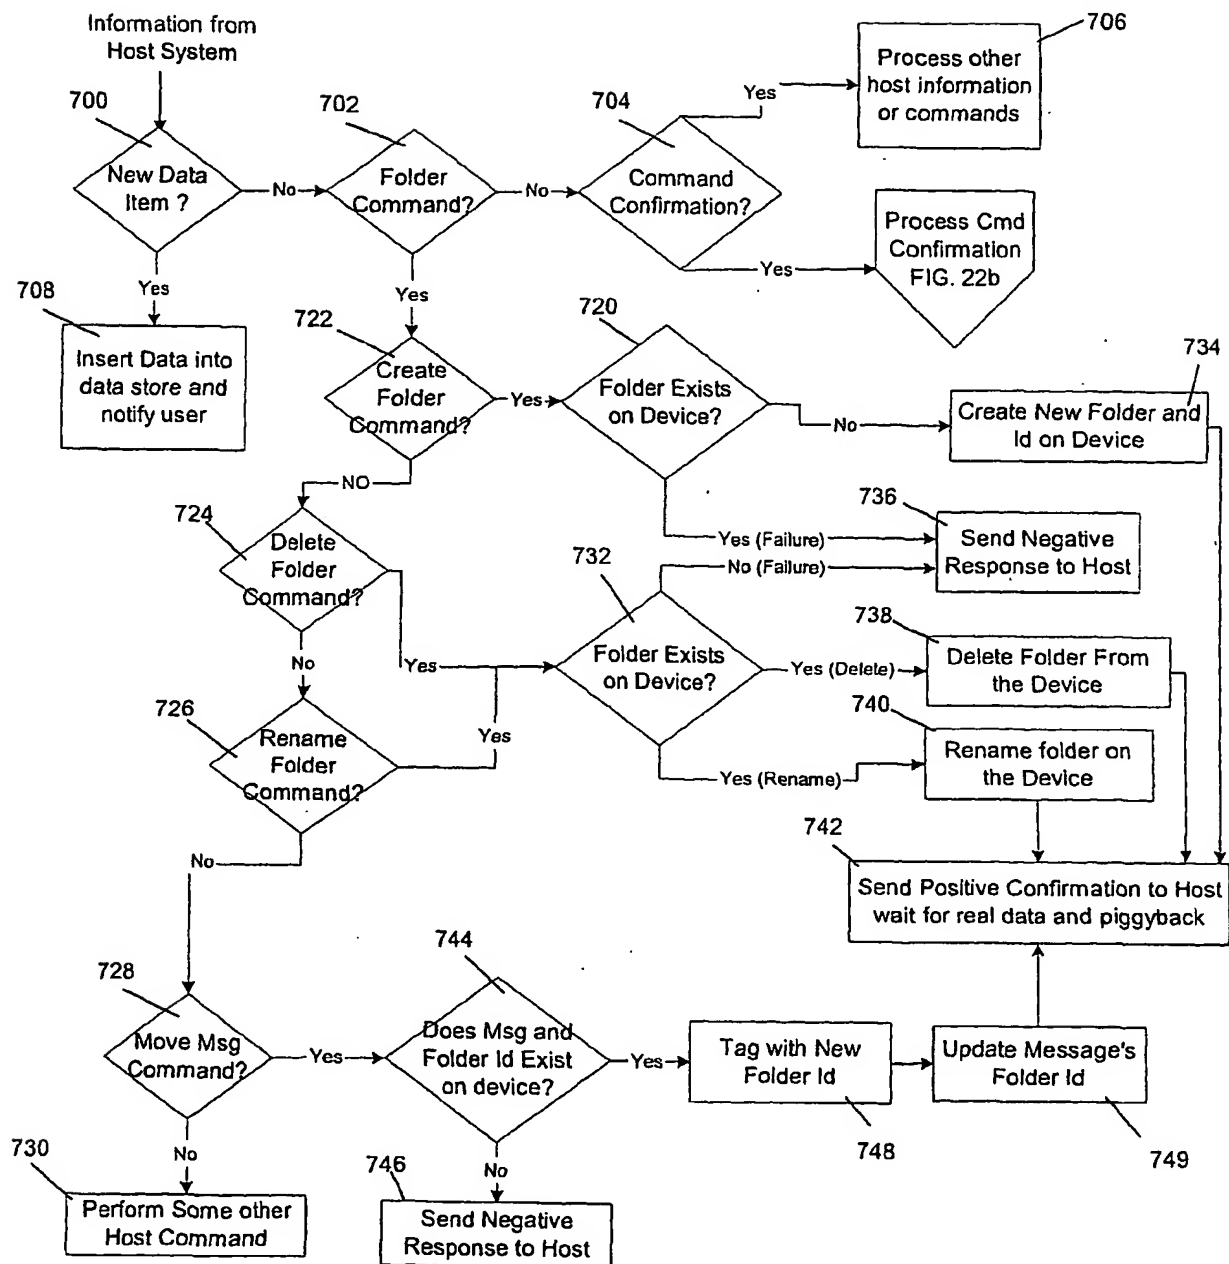 Information from
Host System
706
Process other
host information
or commands
700
702
704
Yes
New Data
Item ?
No
Folder
Command?
No
Command
Confirmation?
Process Cmd
Confirmation
FIG. 22b
Yes
Yes
Yes
708
Insert Data into
data store and
notify user
722
Create
Folder
Command?
Yes
720
Folder Exists
on Device?
No
734
Create New Folder and
Id on Device
NO
724
Delete
Folder
Command?
Yes (Failure)
736
Send Negative
Response to Host
No (Failure)
732
Folder Exists
on Device?
No
Yes
Yes (Delete)
738
Delete Folder From
the Device
726
Rename
Folder
Command?
Yes
Yes (Rename)
740
Rename folder on
the Device
No
742
Send Positive Confirmation to Host
wait for real data and piggyback
728
Move Msg
Command?
Yes
744
Does Msg and
Folder Id Exist
on device?
Yes
Tag with New
Folder Id
748
Update Message's
Folder Id
749
No
730
Perform Some other
Host Command
No
746
Send Negative
Response to Host